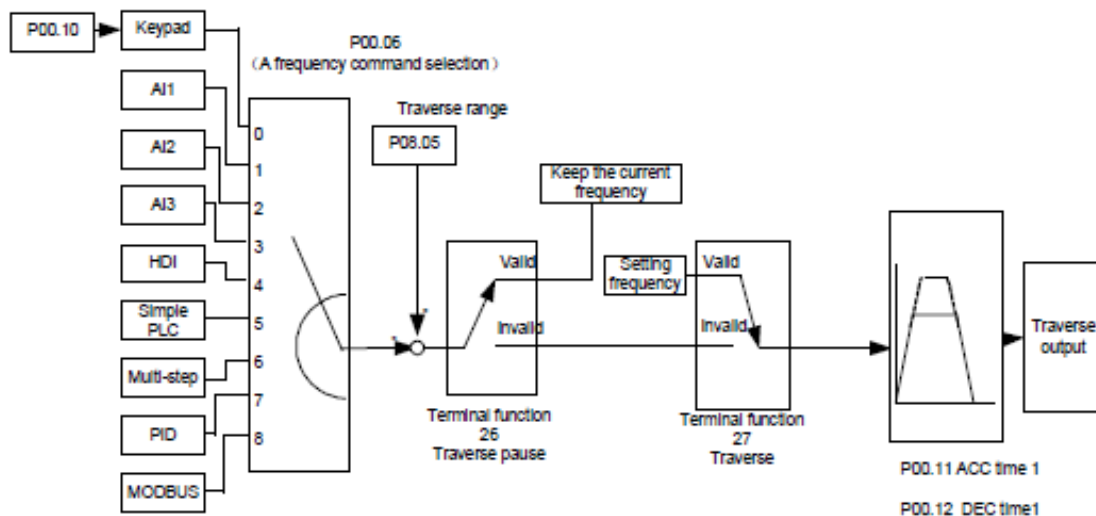 P00.10
Keypad
AI1
AI2
AI3
HDI
Simple
PLC
Multi-step
PID
MODBUS
P00.06
(A frequency command selection)
0
1
2
3
4
5
6
7
8
Traverse range
P08.05
Keep the current
frequency
Valid
Invalid
Terminal function
26
Traverse pause
Setting
frequency
Valid
Invalid
Terminal function
27
Traverse
Traverse
output
P00.11 ACC time 1
P00.12 DEC time1